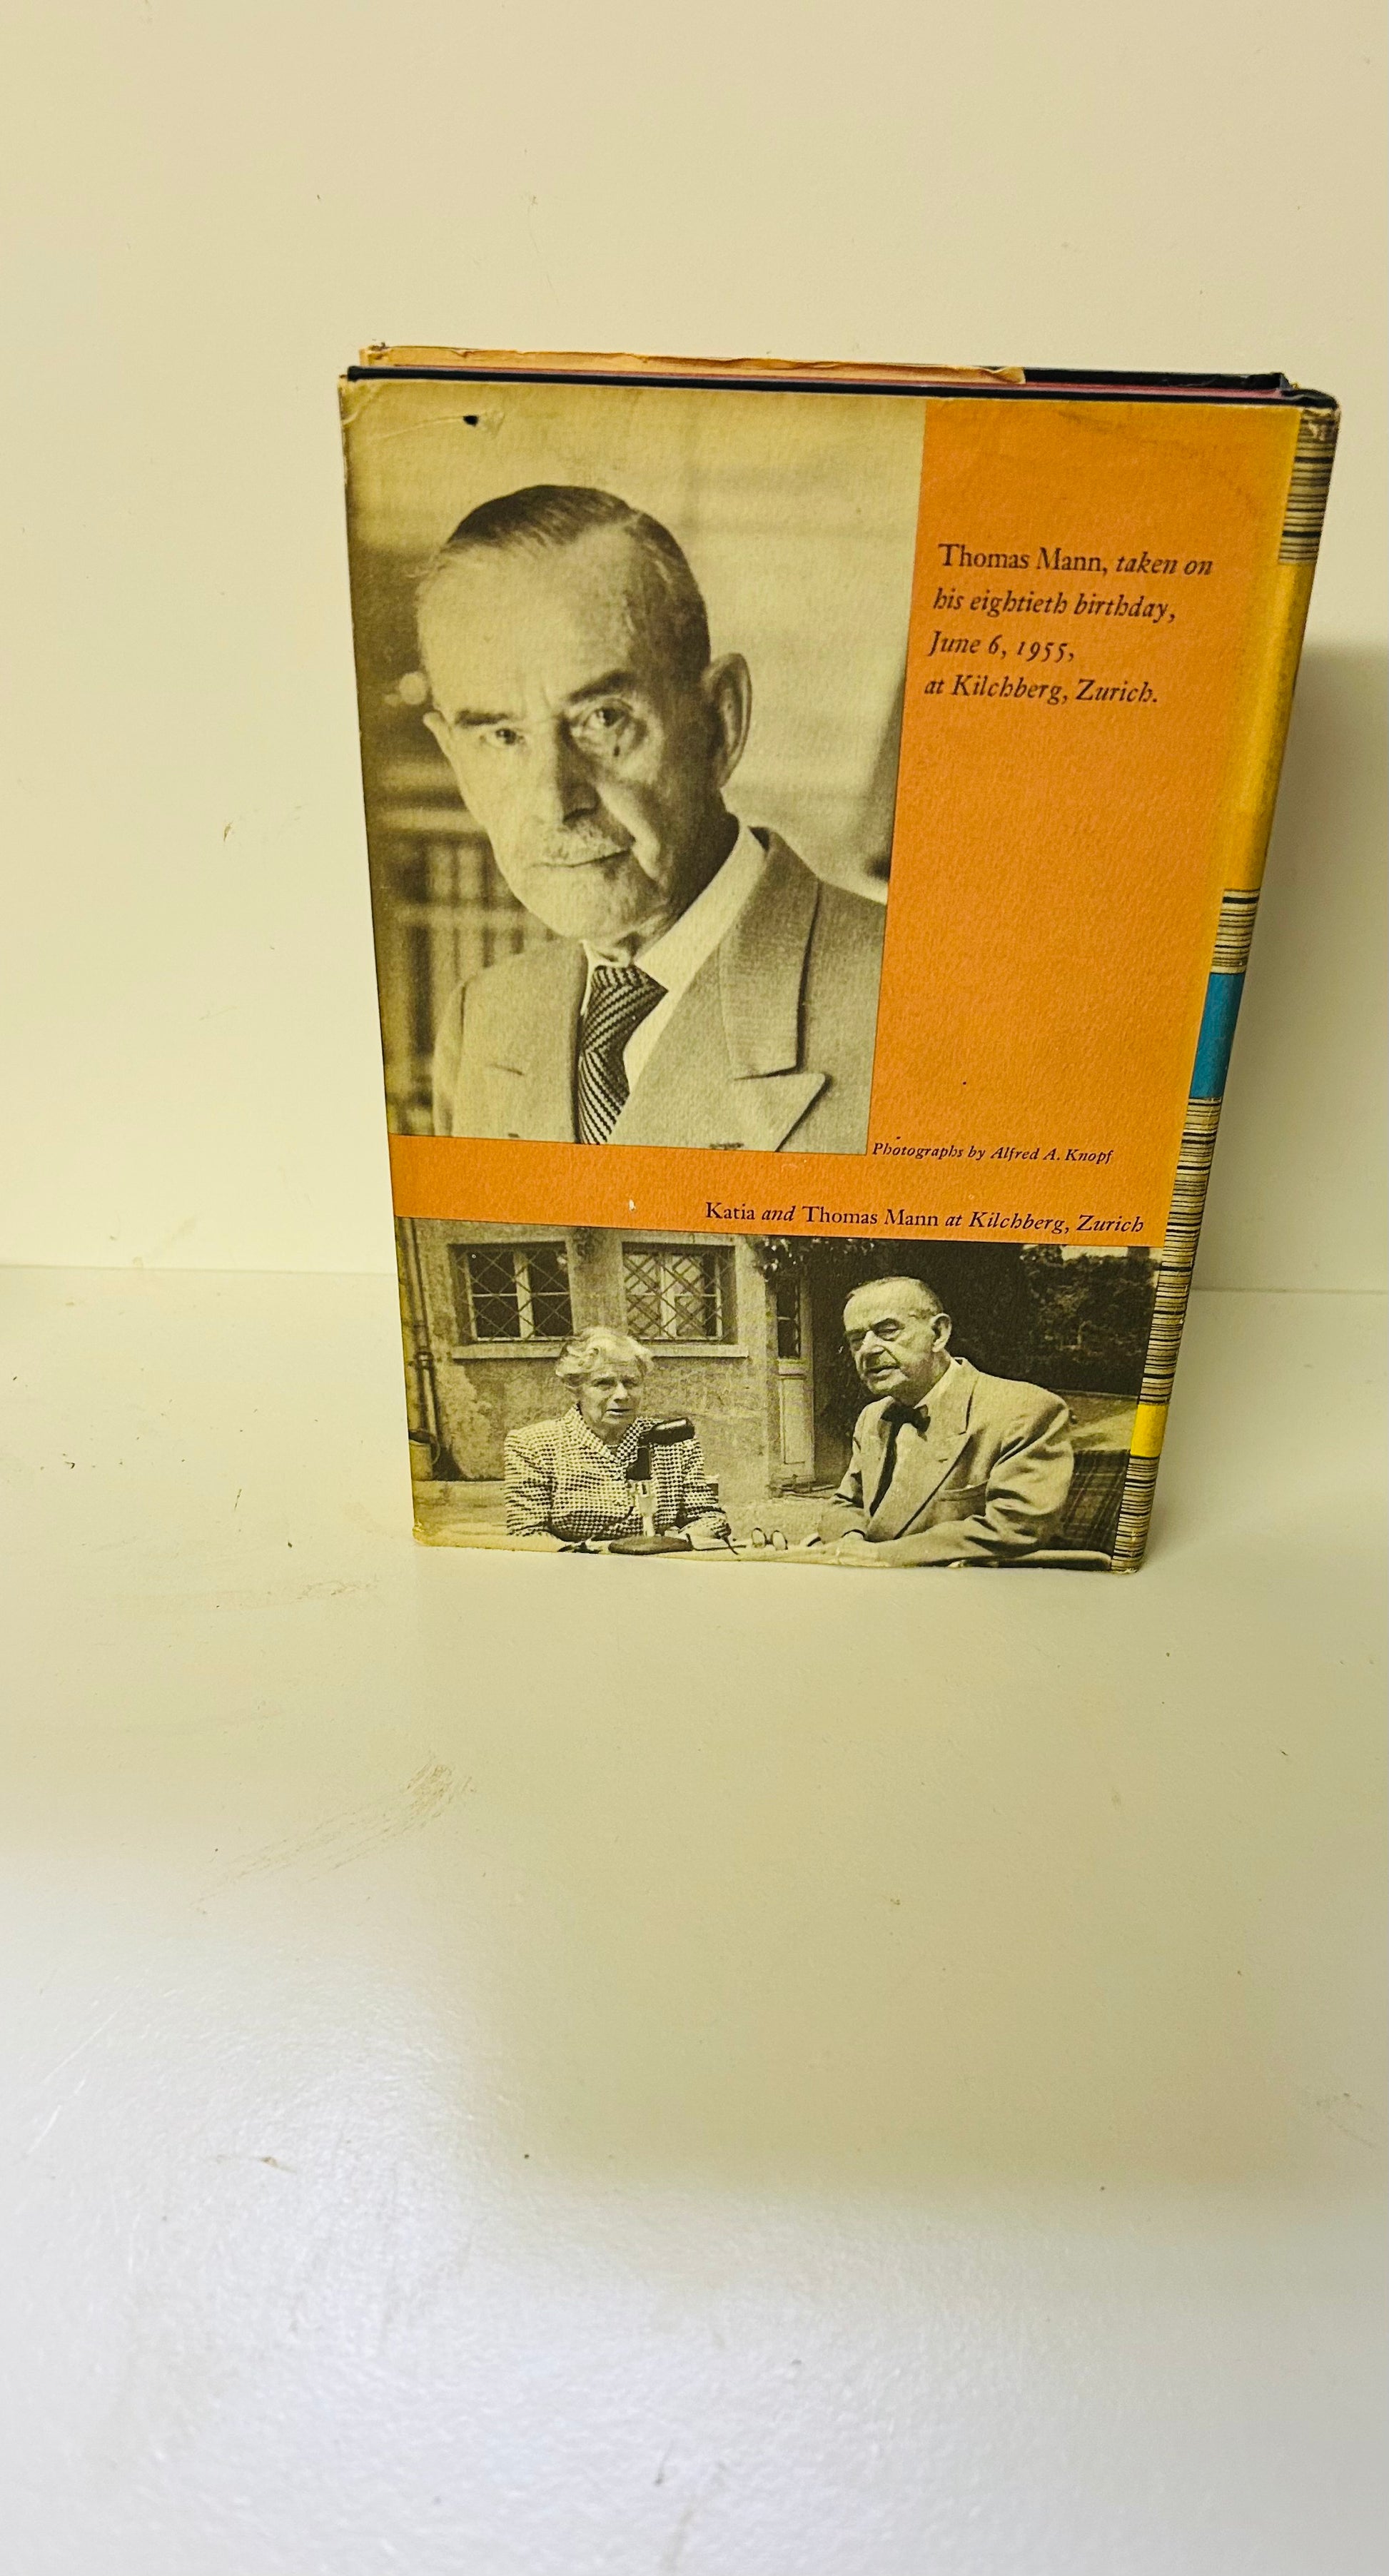 Thomas Mann, taken on
his eightieth birthday,
June 6, 1955,
at Kilchberg, Zurich.
Photographs by Alfred A. Knopf
Katia and Thomas Mann at Kilchberg, Zurich